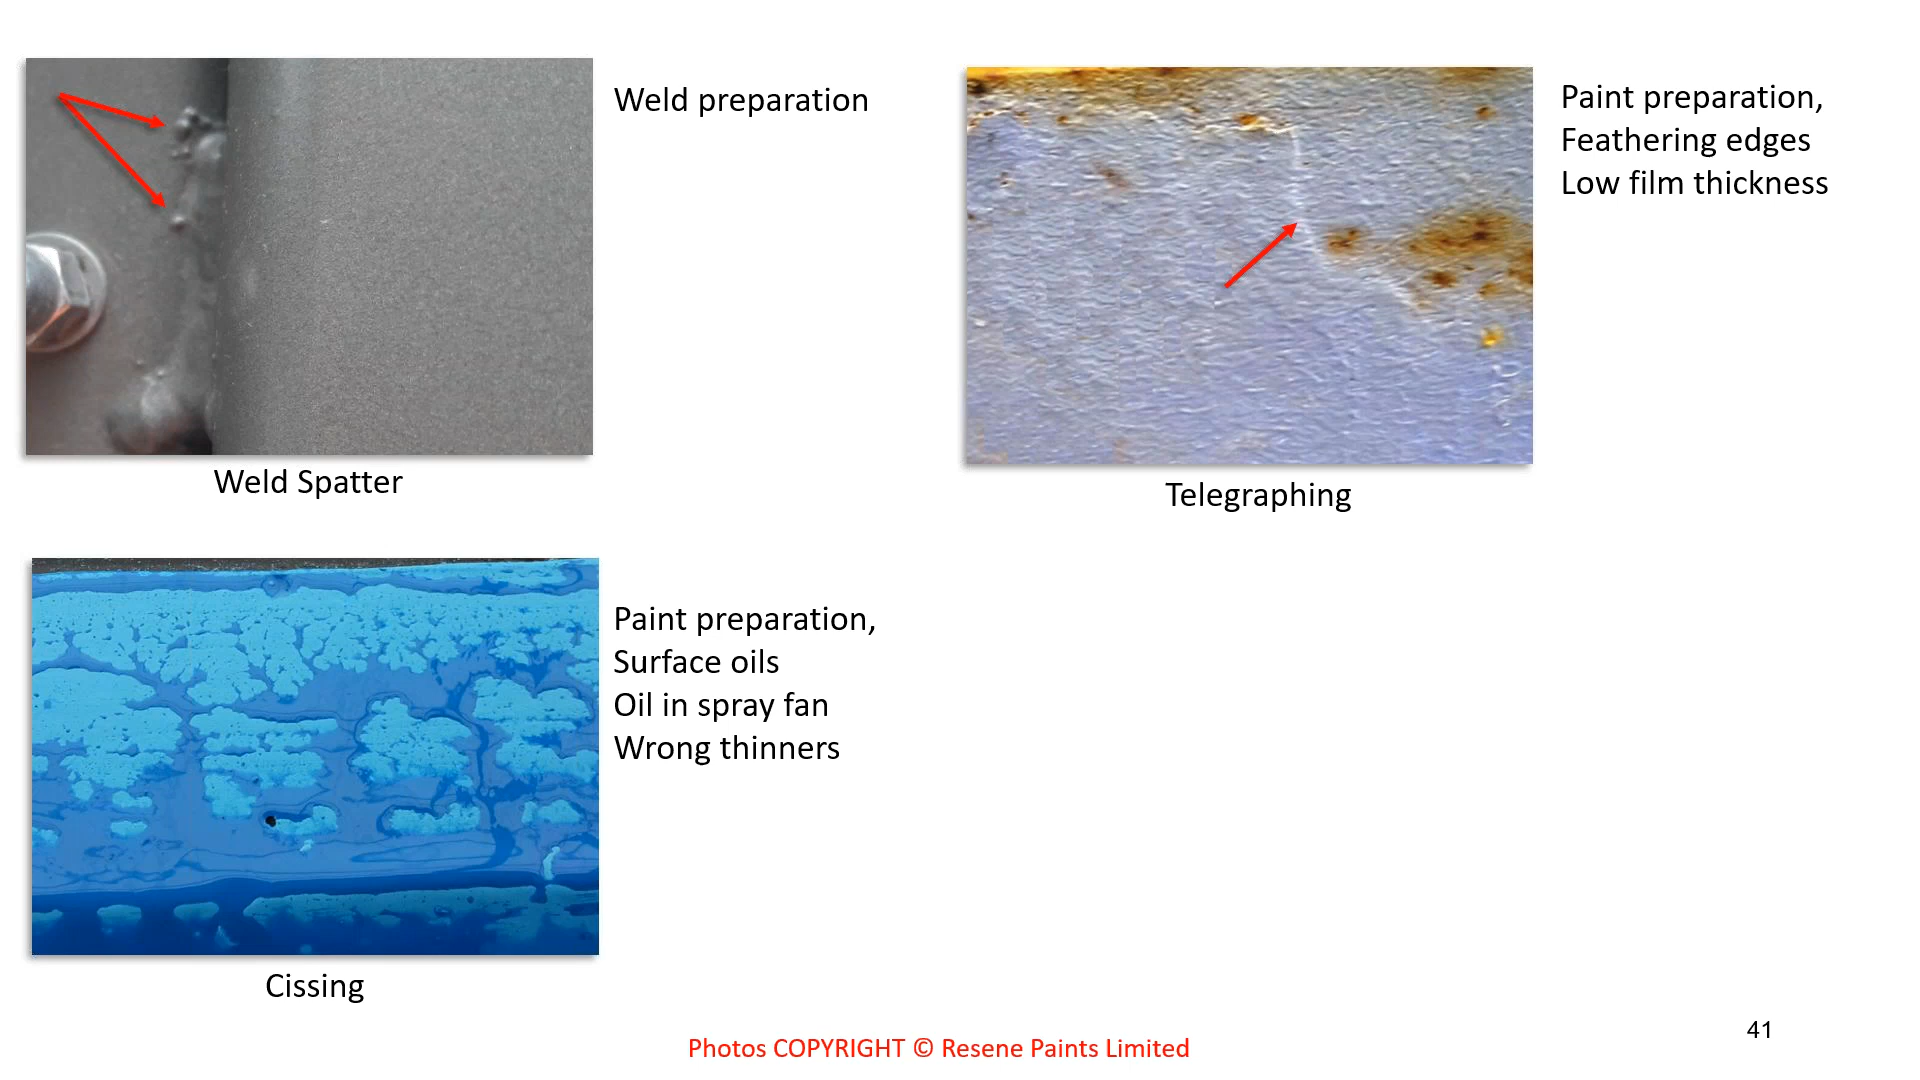 Weld preparation
Weld Spatter
Paint preparation,
Feathering edges
Low film thickness
Telegraphing
Paint preparation,
Surface oils
Oil in spray fan
Wrong thinners
Cissing
Photos COPYRIGHT © Resene Paints Limited
41